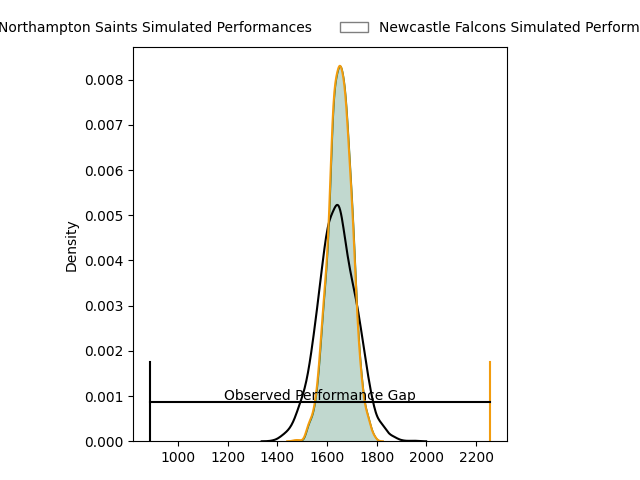 Northampton Saints Simulated Performances
Newcastle Falcons Simulated Perform
0.008
0.007
0.006
0.005
0.004
0.003
0.002
0.001
0.000
Density
Observed Performance Gap
1000 1200 1400 1600 1800 2000 2200